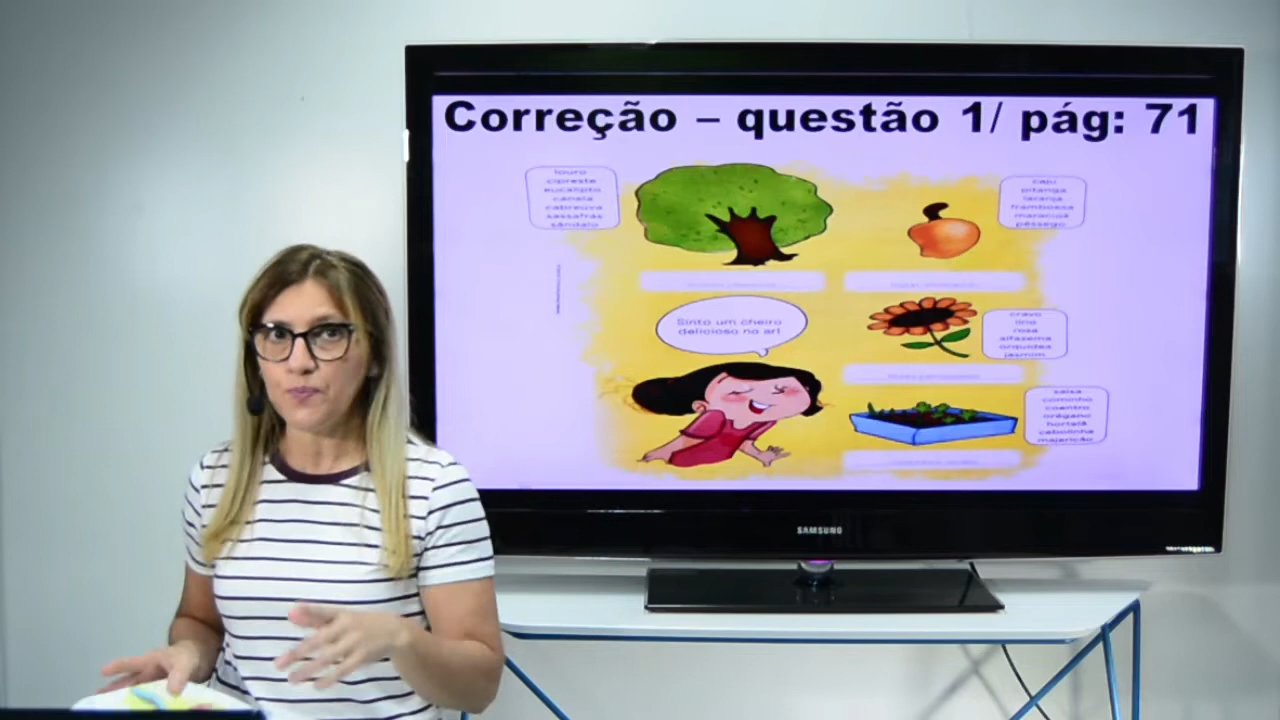 Correção – questão 1/ pág: 71
louro
cipreste
eucalipto
canela
cabreúva
sassafrás
sândalo
caju
pitanga
laranja
framboesa
maracujá
pêssego
Sinto um cheiro
delicioso no ar!
cravo
lírio
rosa
alfazema
orquídea
jasmim
salsa
cominho
coentro
orégano
hortelã
cebolinha
manjericão
SAMSUNG